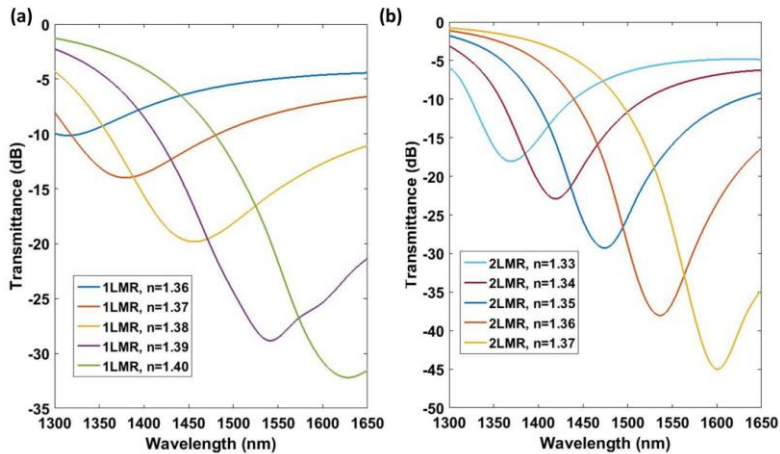 (a)
0
-5
-10
-15
-20
-25
-30
-35
Transmittance (dB)
1LMR, n=1.36
1LMR, n=1.37
1LMR, n=1.38
1LMR, n=1.39
1LMR, n=1.40
1300 1350 1400 1450 1500 1550 1600 1650
Wavelength (nm)
(b)
0
-5
-10
-15
-20
-25
-30
-35
-40
-45
-50
Transmittance (dB)
2LMR, n=1.33
2LMR, n=1.34
2LMR, n=1.35
2LMR, n=1.36
2LMR, n=1.37
1300 1350 1400 1450 1500 1550 1600 1650
Wavelength (nm)